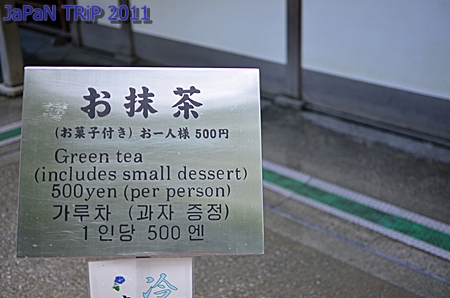 JaPaN TRiP 2011
お抹茶
(お菓子付き) お一人様 500円
Green tea
(includes small dessert)
500yen (per person)
가루차 (과자 증정)
1 인당 500 엔
冷